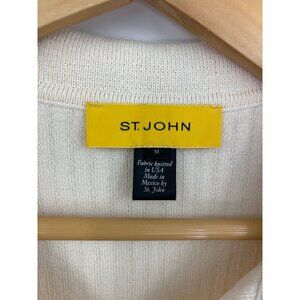 ST. JOHN
M
Fabric knitted
in USA
Made in
Mexico by
St. John